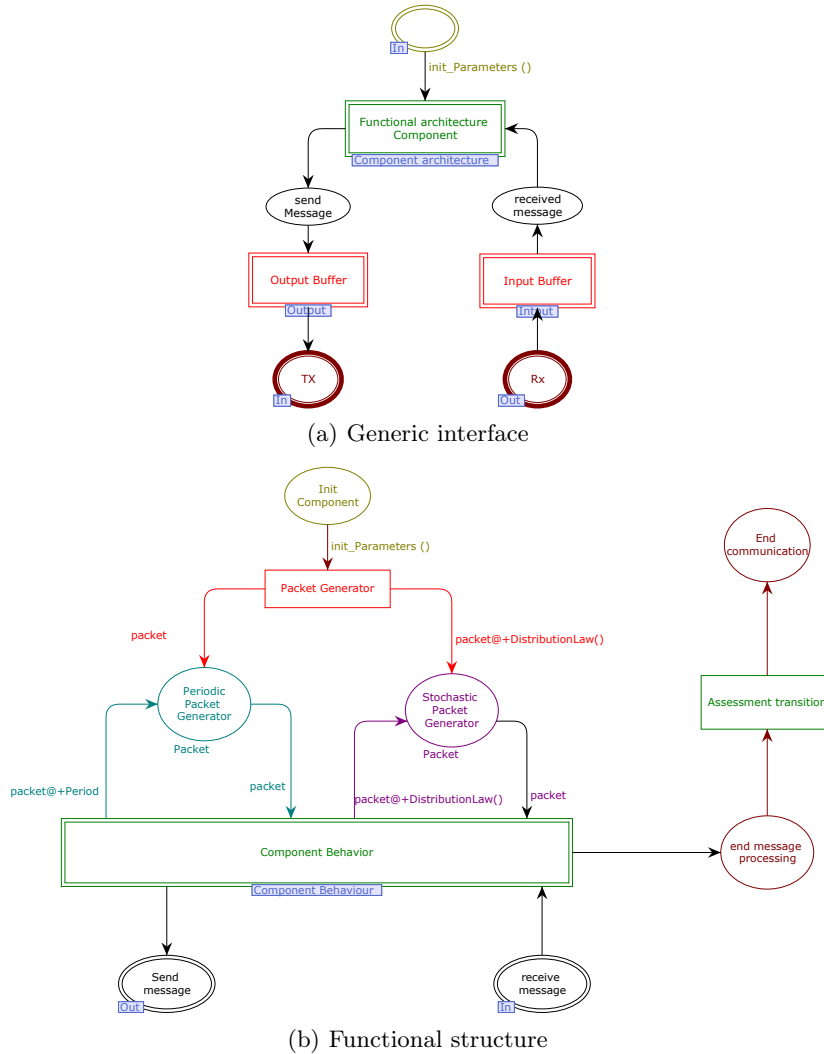 In
init_Parameters ()
Functional architecture
Component
Component architecture
send
Message
received
message
Output Buffer
Output
Input Buffer
Intput
TX
In
Rx
Out
(a) Generic interface
Init
Component
init_Parameters ()
End
communication
Packet Generator
packet
packet@+DistributionLaw()
Periodic
Packet
Generator
Packet
Stochastic
Packet
Generator
Packet
Assessment transition
packet@+Period
packet
packet@+DistributionLaw()
packet
Component Behavior
Component Behaviour
end message
processing
Send
message
Out
receive
message
In
(b) Functional structure